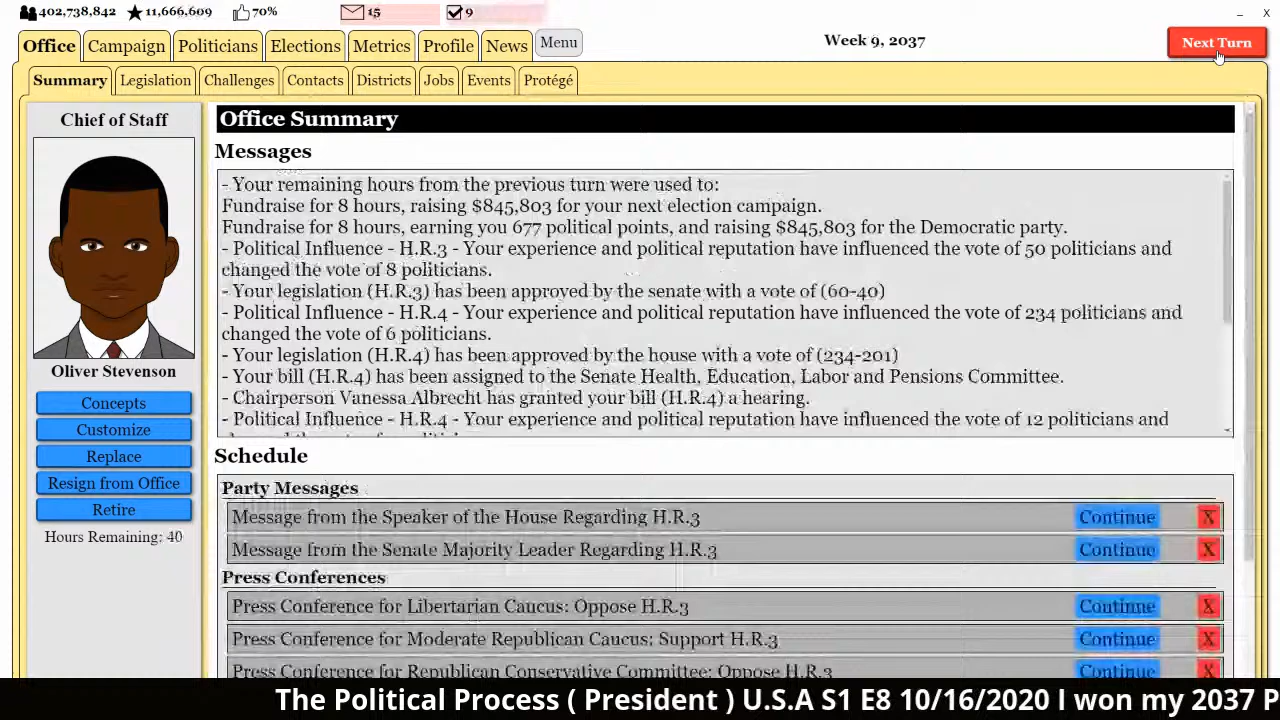 402,738,842 11,666,609 70% 15 9
_ X
Office Campaign Politicians Elections Metrics Profile News Menu
Week 9, 2037
Next Turn
Summary Legislation Challenges Contacts Districts Jobs Events Protégé
Chief of Staff
Oliver Stevenson
Concepts
Customize
Replace
Resign from Office
Retire
Hours Remaining: 40
Office Summary
Messages
- Your remaining hours from the previous turn were used to:
Fundraise for 8 hours, raising $845,803 for your next election campaign.
Fundraise for 8 hours, earning you 677 political points, and raising $845,803 for the Democratic party.
- Political Influence - H.R.3 - Your experience and political reputation have influenced the vote of 50 politicians and
changed the vote of 8 politicians.
- Your legislation (H.R.3) has been approved by the senate with a vote of (60-40)
- Political Influence - H.R.4 - Your experience and political reputation have influenced the vote of 234 politicians and
changed the vote of 6 politicians.
- Your legislation (H.R.4) has been approved by the house with a vote of (234-201)
- Your bill (H.R.4) has been assigned to the Senate Health, Education, Labor and Pensions Committee.
- Chairperson Vanessa Albrecht has granted your bill (H.R.4) a hearing.
- Political Influence - H.R.4 - Your experience and political reputation have influenced the vote of 12 politicians and
Schedule
Party Messages
Message from the Speaker of the House Regarding H.R.3 Continue X
Message from the Senate Majority Leader Regarding H.R.3 Continue X
Press Conferences
Press Conference for Libertarian Caucus: Oppose H.R.3 Continue X
Press Conference for Moderate Republican Caucus: Support H.R.3 Continue X
Press Conference for Republican Conservative Committee: Oppose H.R.3 Continue X
The Political Process ( President ) U.S.A S1 E8 10/16/2020 I won my 2037 P